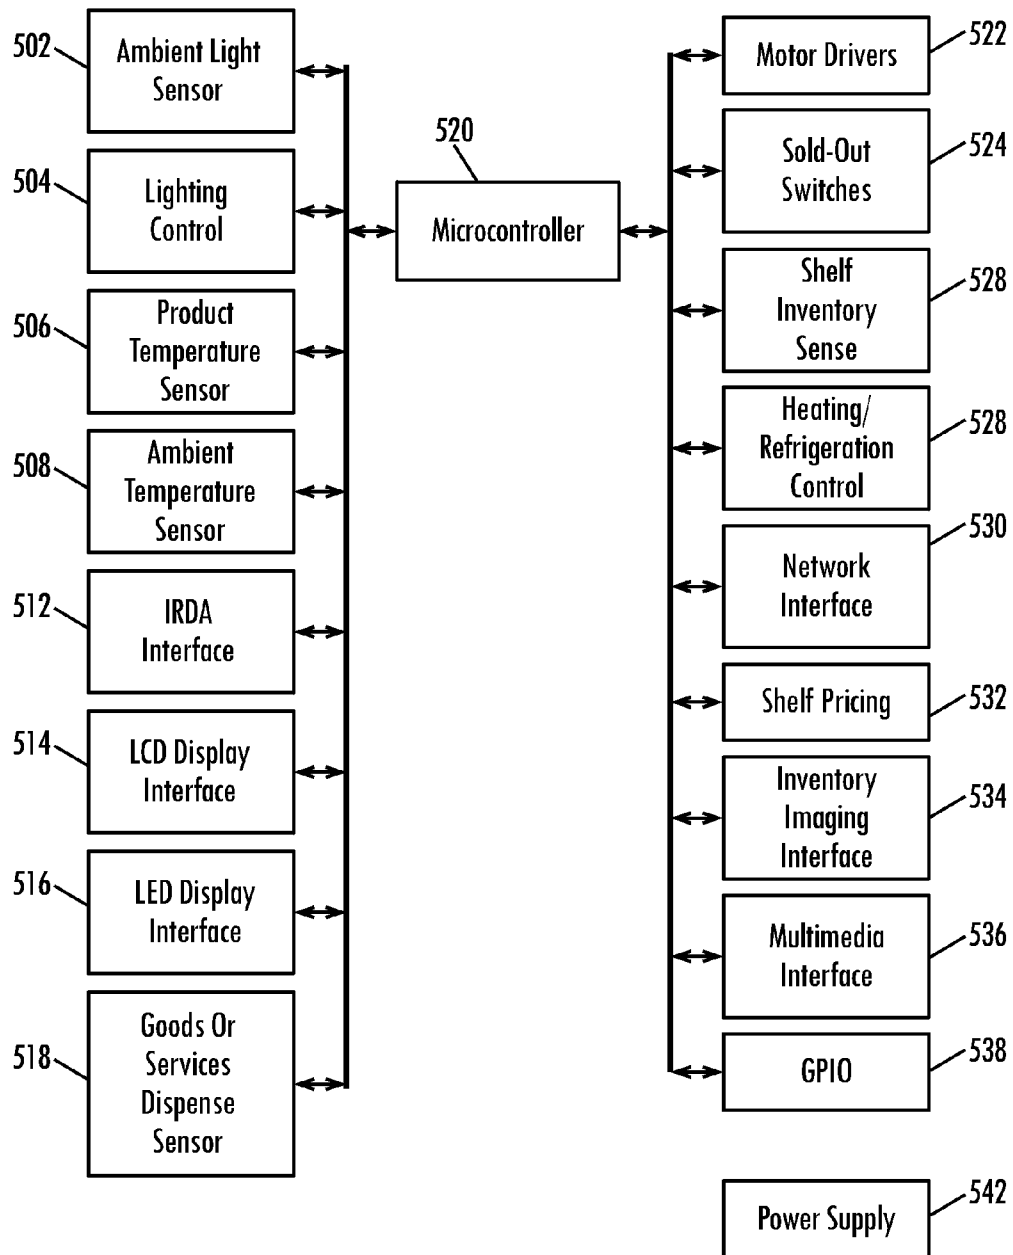 502
Ambient Light
Sensor
504
Lighting
Control
506
Product
Temperature
Sensor
508
Ambient
Temperature
Sensor
512
IRDA
Interface
514
LCD Display
Interface
516
LED Display
Interface
518
Goods Or
Services
Dispense
Sensor
520
Microcontroller
Motor Drivers
522
Sold-Out
Switches
524
Shelf
Inventory
Sense
528
Heating/
Refrigeration
Control
528
Network
Interface
530
Shelf Pricing
532
Inventory
Imaging
Interface
534
Multimedia
Interface
536
GPIO
538
Power Supply
542